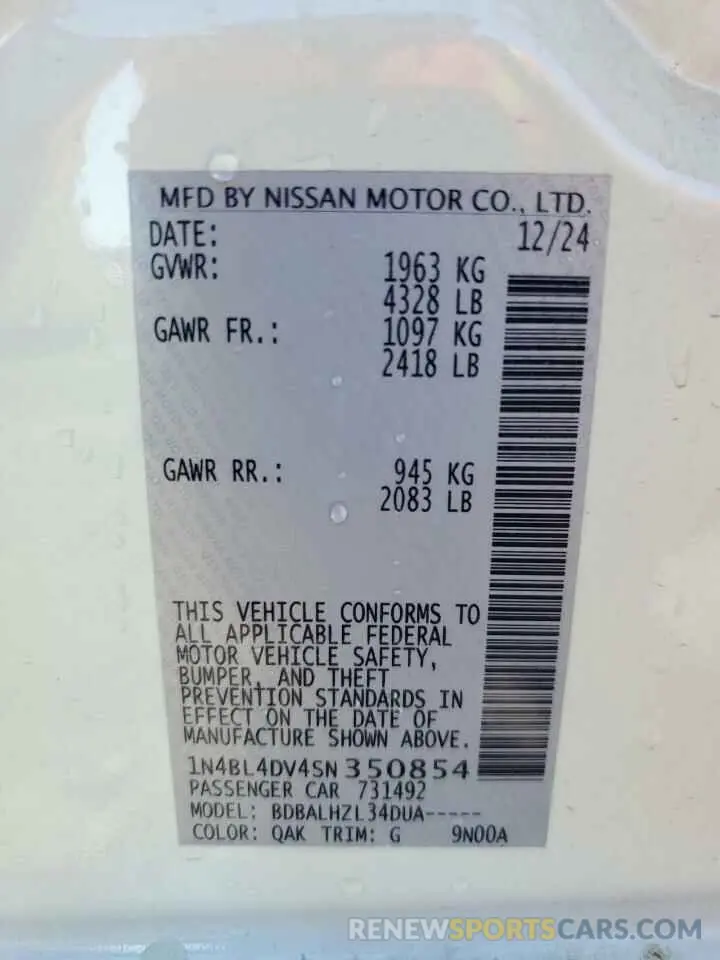 MFD BY NISSAN MOTOR CO., LTD.
DATE: 12/24
GVWR: 1963 KG
4328 LB
GAWR FR.: 1097 KG
2418 LB
GAWR RR.: 945 KG
2083 LB
THIS VEHICLE CONFORMS TO
ALL APPLICABLE FEDERAL
MOTOR VEHICLE SAFETY,
BUMPER, AND THEFT
PREVENTION STANDARDS IN
EFFECT ON THE DATE OF
MANUFACTURE SHOWN ABOVE.
1N4BL4DV4SN350854
PASSENGER CAR 731492
MODEL: BDBALHZL34DUA-----
COLOR: QAK TRIM: G 9N00A
RENEWSPORTSCARS.COM